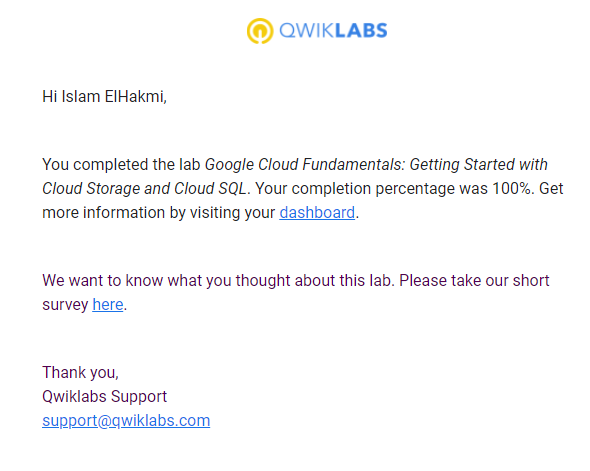 QWIKLABS
Hi Islam ElHakmi,
You completed the lab Google Cloud Fundamentals: Getting Started with
Cloud Storage and Cloud SQL. Your completion percentage was 100%. Get
more information by visiting your dashboard.
We want to know what you thought about this lab. Please take our short
survey here.
Thank you,
Qwiklabs Support
support@qwiklabs.com